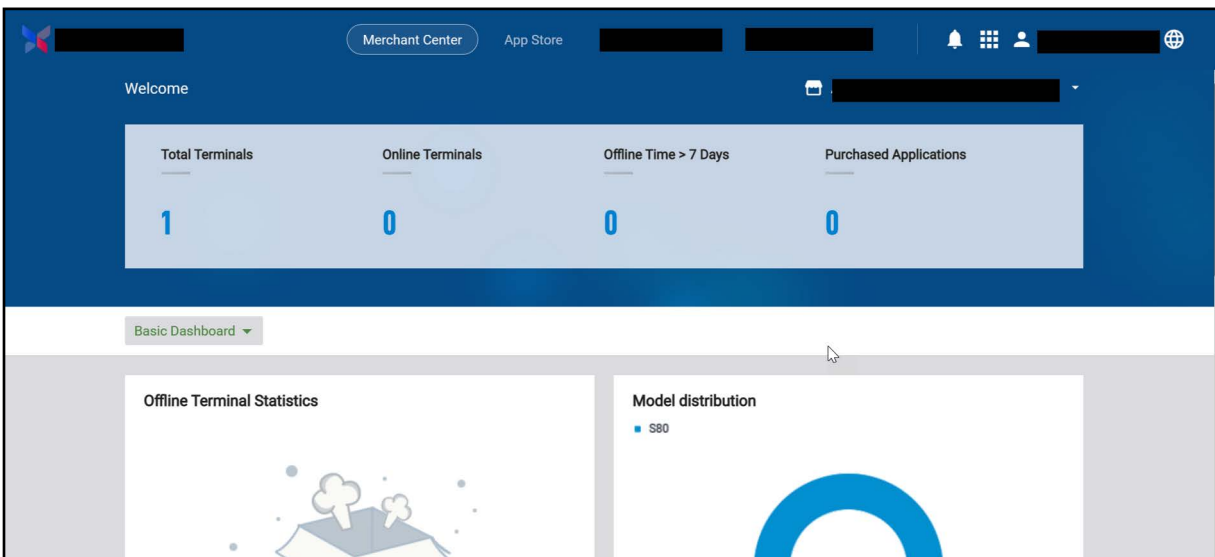 Merchant Center
App Store
Welcome
Total Terminals
Online Terminals
Offline Time > 7 Days
Purchased Applications
1
0
0
0
Basic Dashboard
Offline Terminal Statistics
Model distribution
S80